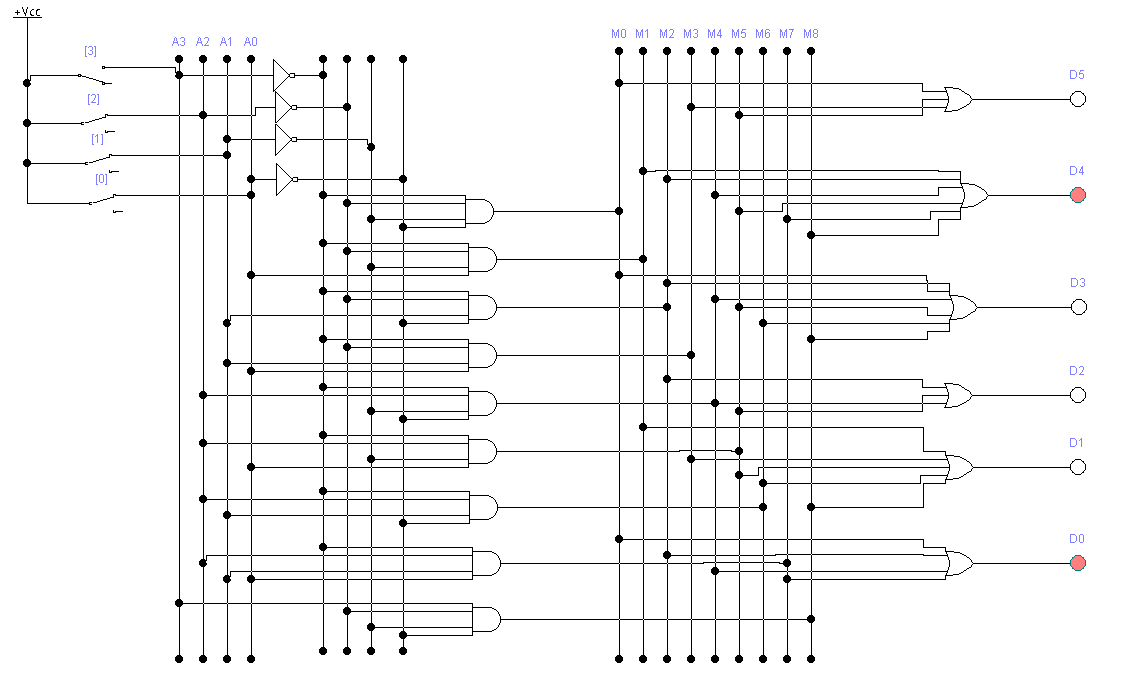 +Vcc
M0 M1 M2 M3 M4 M5 M6 M7 M8
[3] A3 A2 A1 A0
D5
[2]
[1]
D4
[0]
D3
D2
D1
D0